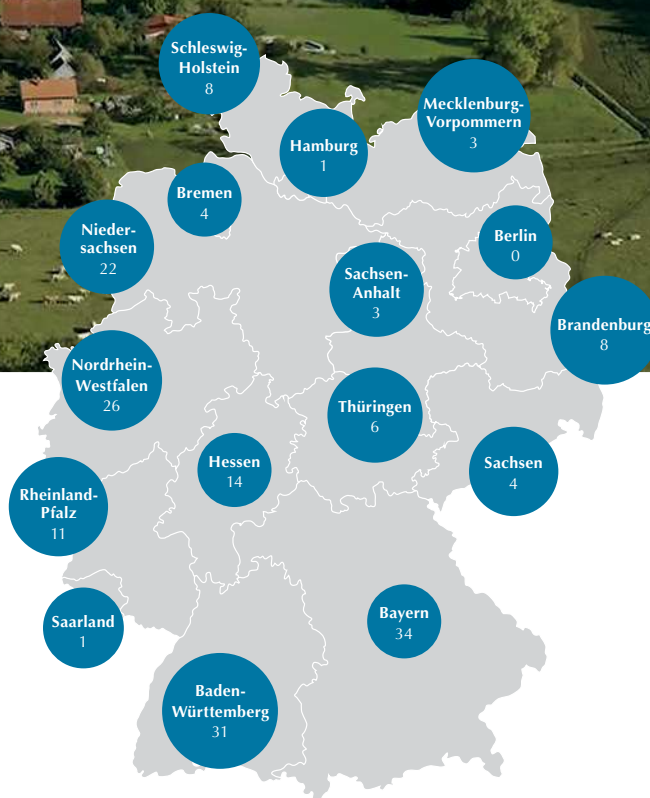 Schleswig-
Holstein
8
Mecklenburg-
Vorpommern
3
Hamburg
1
Bremen
4
Nieder-
sachsen
22
Berlin
0
Sachsen-
Anhalt
3
Brandenburg
8
Nordrhein-
Westfalen
26
Thüringen
6
Hessen
14
Sachsen
4
Rheinland-
Pfalz
11
Saarland
1
Bayern
34
Baden-
Württemberg
31